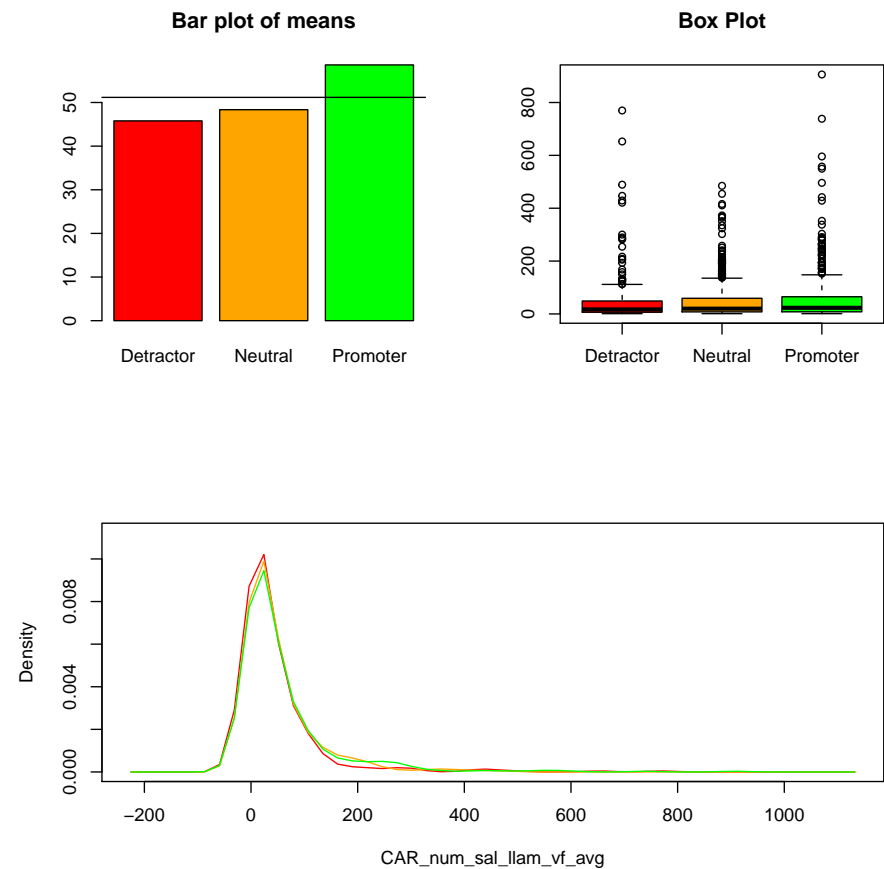 Bar plot of means
50
40
30
20
10
0
Detractor Neutral Promoter
Box Plot
800
600
400
200
0
Detractor Neutral Promoter
Density
0.008
0.004
0.000
−200 0 200 400 600 800 1000
CAR_num_sal_llam_vf_avg